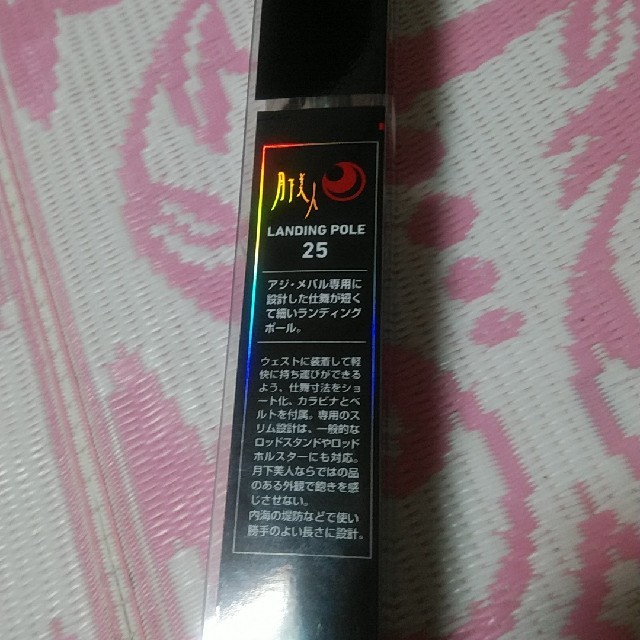 月下美人
LANDING POLE
25
アジ・メバル専用に
設計した仕舞が短く
て細いランディング
ポール。
ウェストに装着して軽
快に持ち運びができる
よう、仕舞寸法をショ
ート化、カラビナとベ
ルトを付属。専用のス
リム設計は、一般的な
ロッドスタンドやロッド
ホルスターにも対応。
月下美人ならではの品
のある外観で飽きを感
じさせない。
内海の堤防などで使い
勝手のよい長さに設計。